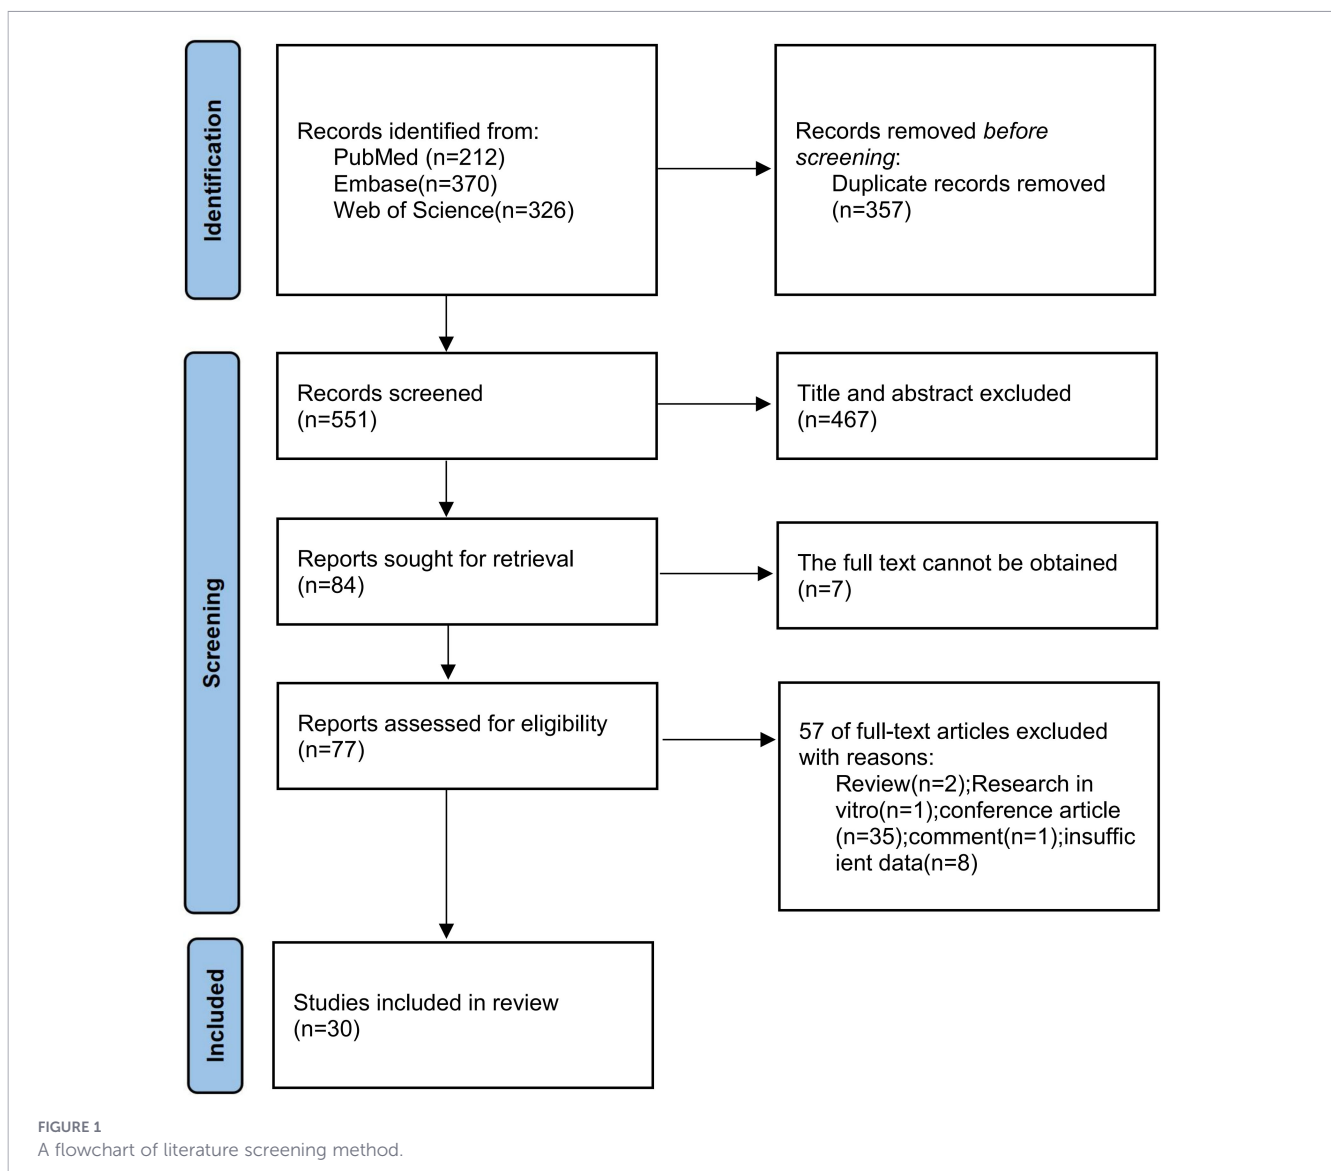 Identification
Records identified from:
PubMed (n=212)
Embase(n=370)
Web of Science(n=326)
Records removed before
screening:
Duplicate records removed
(n=357)
Screening
Records screened
(n=551)
Title and abstract excluded
(n=467)
Reports sought for retrieval
(n=84)
The full text cannot be obtained
(n=7)
Reports assessed for eligibility
(n=77)
57 of full-text articles excluded
with reasons:
Review(n=2);Research in
vitro(n=1);conference article
(n=35);comment(n=1);insuffic
ient data(n=8)
Included
Studies included in review
(n=30)
FIGURE 1
A flowchart of literature screening method.